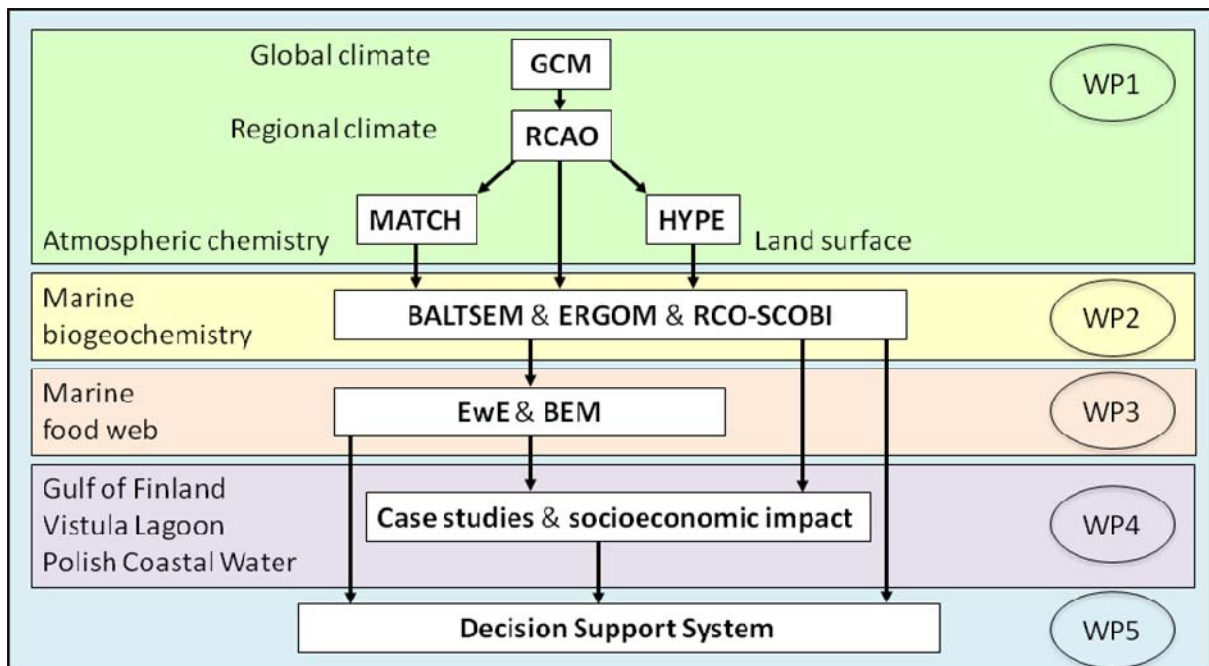 Global climate
GCM
WP1
Regional climate
RCAO
MATCH
HYPE
Atmospheric chemistry
Land surface
Marine
biogeochemistry
BALTSEM & ERGOM & RCO-SCOBI
WP2
Marine
food web
EwE & BEM
WP3
Gulf of Finland
Vistula Lagoon
Polish Coastal Water
Case studies & socioeconomic impact
WP4
Decision Support System
WP5